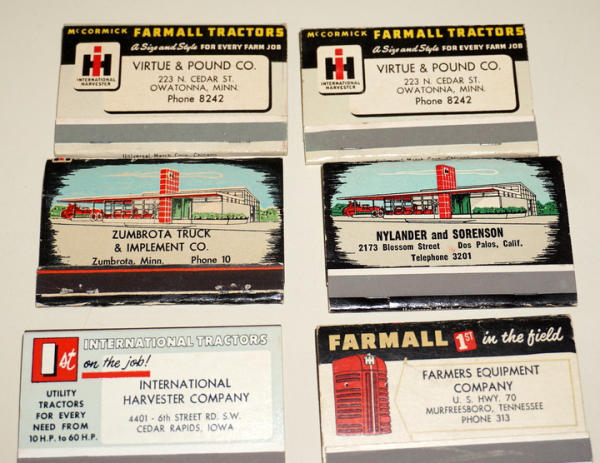 McCORMICK FARMALL TRACTORS
A Size and Style FOR EVERY FARM JOB
IH
INTERNATIONAL
HARVESTER
VIRTUE & POUND CO.
223 N. CEDAR ST.
OWATONNA, MINN.
Phone 8242
Universal Match Corp., Chicago
McCORMICK FARMALL TRACTORS
A Size and Style FOR EVERY FARM JOB
IH
INTERNATIONAL
HARVESTER
VIRTUE & POUND CO.
223 N. CEDAR ST.
OWATONNA, MINN.
Phone 8242
ZUMBROTA TRUCK
& IMPLEMENT CO.
Zumbrota, Minn. Phone 10
NYLANDER and SORENSON
2173 Blossom Street Dos Palos, Calif.
Telephone 3201
1st INTERNATIONAL TRACTORS
on the job!
UTILITY
TRACTORS
FOR EVERY
NEED FROM
10 H.P. to 60 H.P.
INTERNATIONAL
HARVESTER COMPANY
4401 - 6th STREET RD. S.W.
CEDAR RAPIDS, IOWA
FARMALL 1ST in the field
IH
FARMERS EQUIPMENT
COMPANY
U. S. HWY. 70
MURFREESBORO, TENNESSEE
PHONE 313